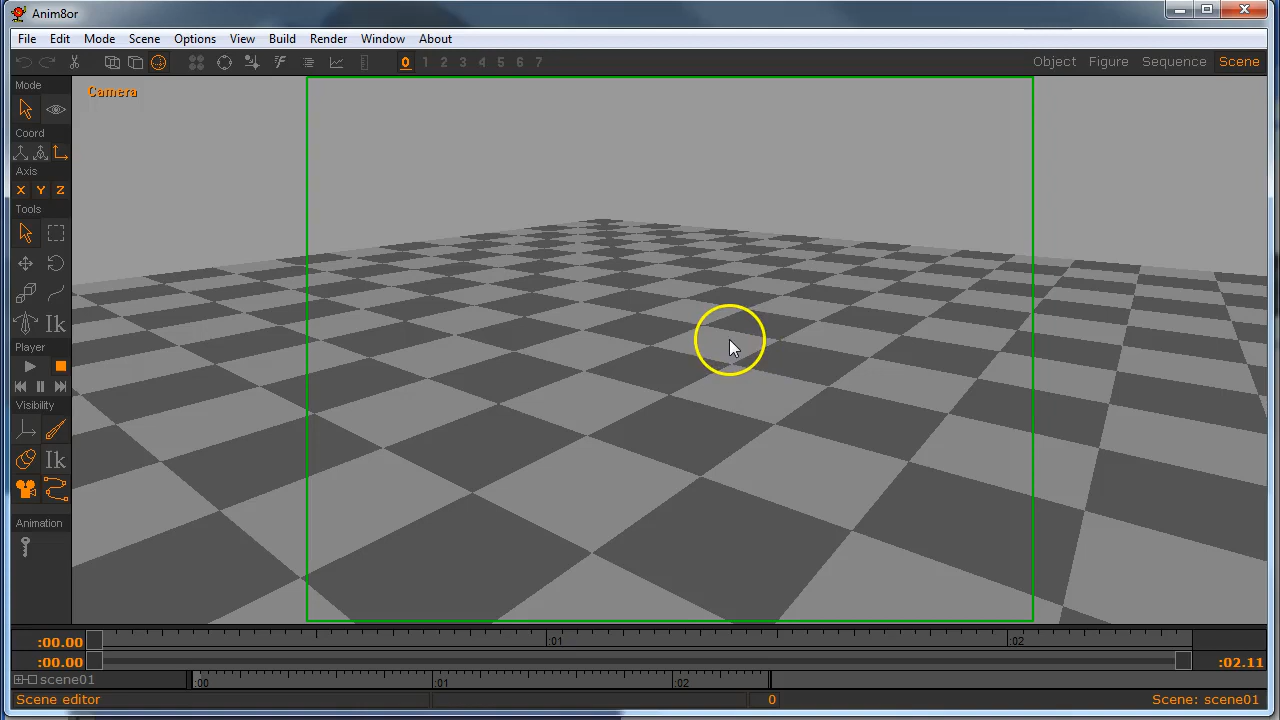 Anim8or
File Edit Mode Scene Options View Build Render Window About
0 1 2 3 4 5 6 7 Object Figure Sequence Scene
Mode
Camera
Coord
Axis
X Y Z
Tools
Ik
Player
Visibility
Ik
Animation
:00.00 :01 :02
:00.00 :02.11
scene01 :00 :01 :02
Scene editor 0 Scene: scene01